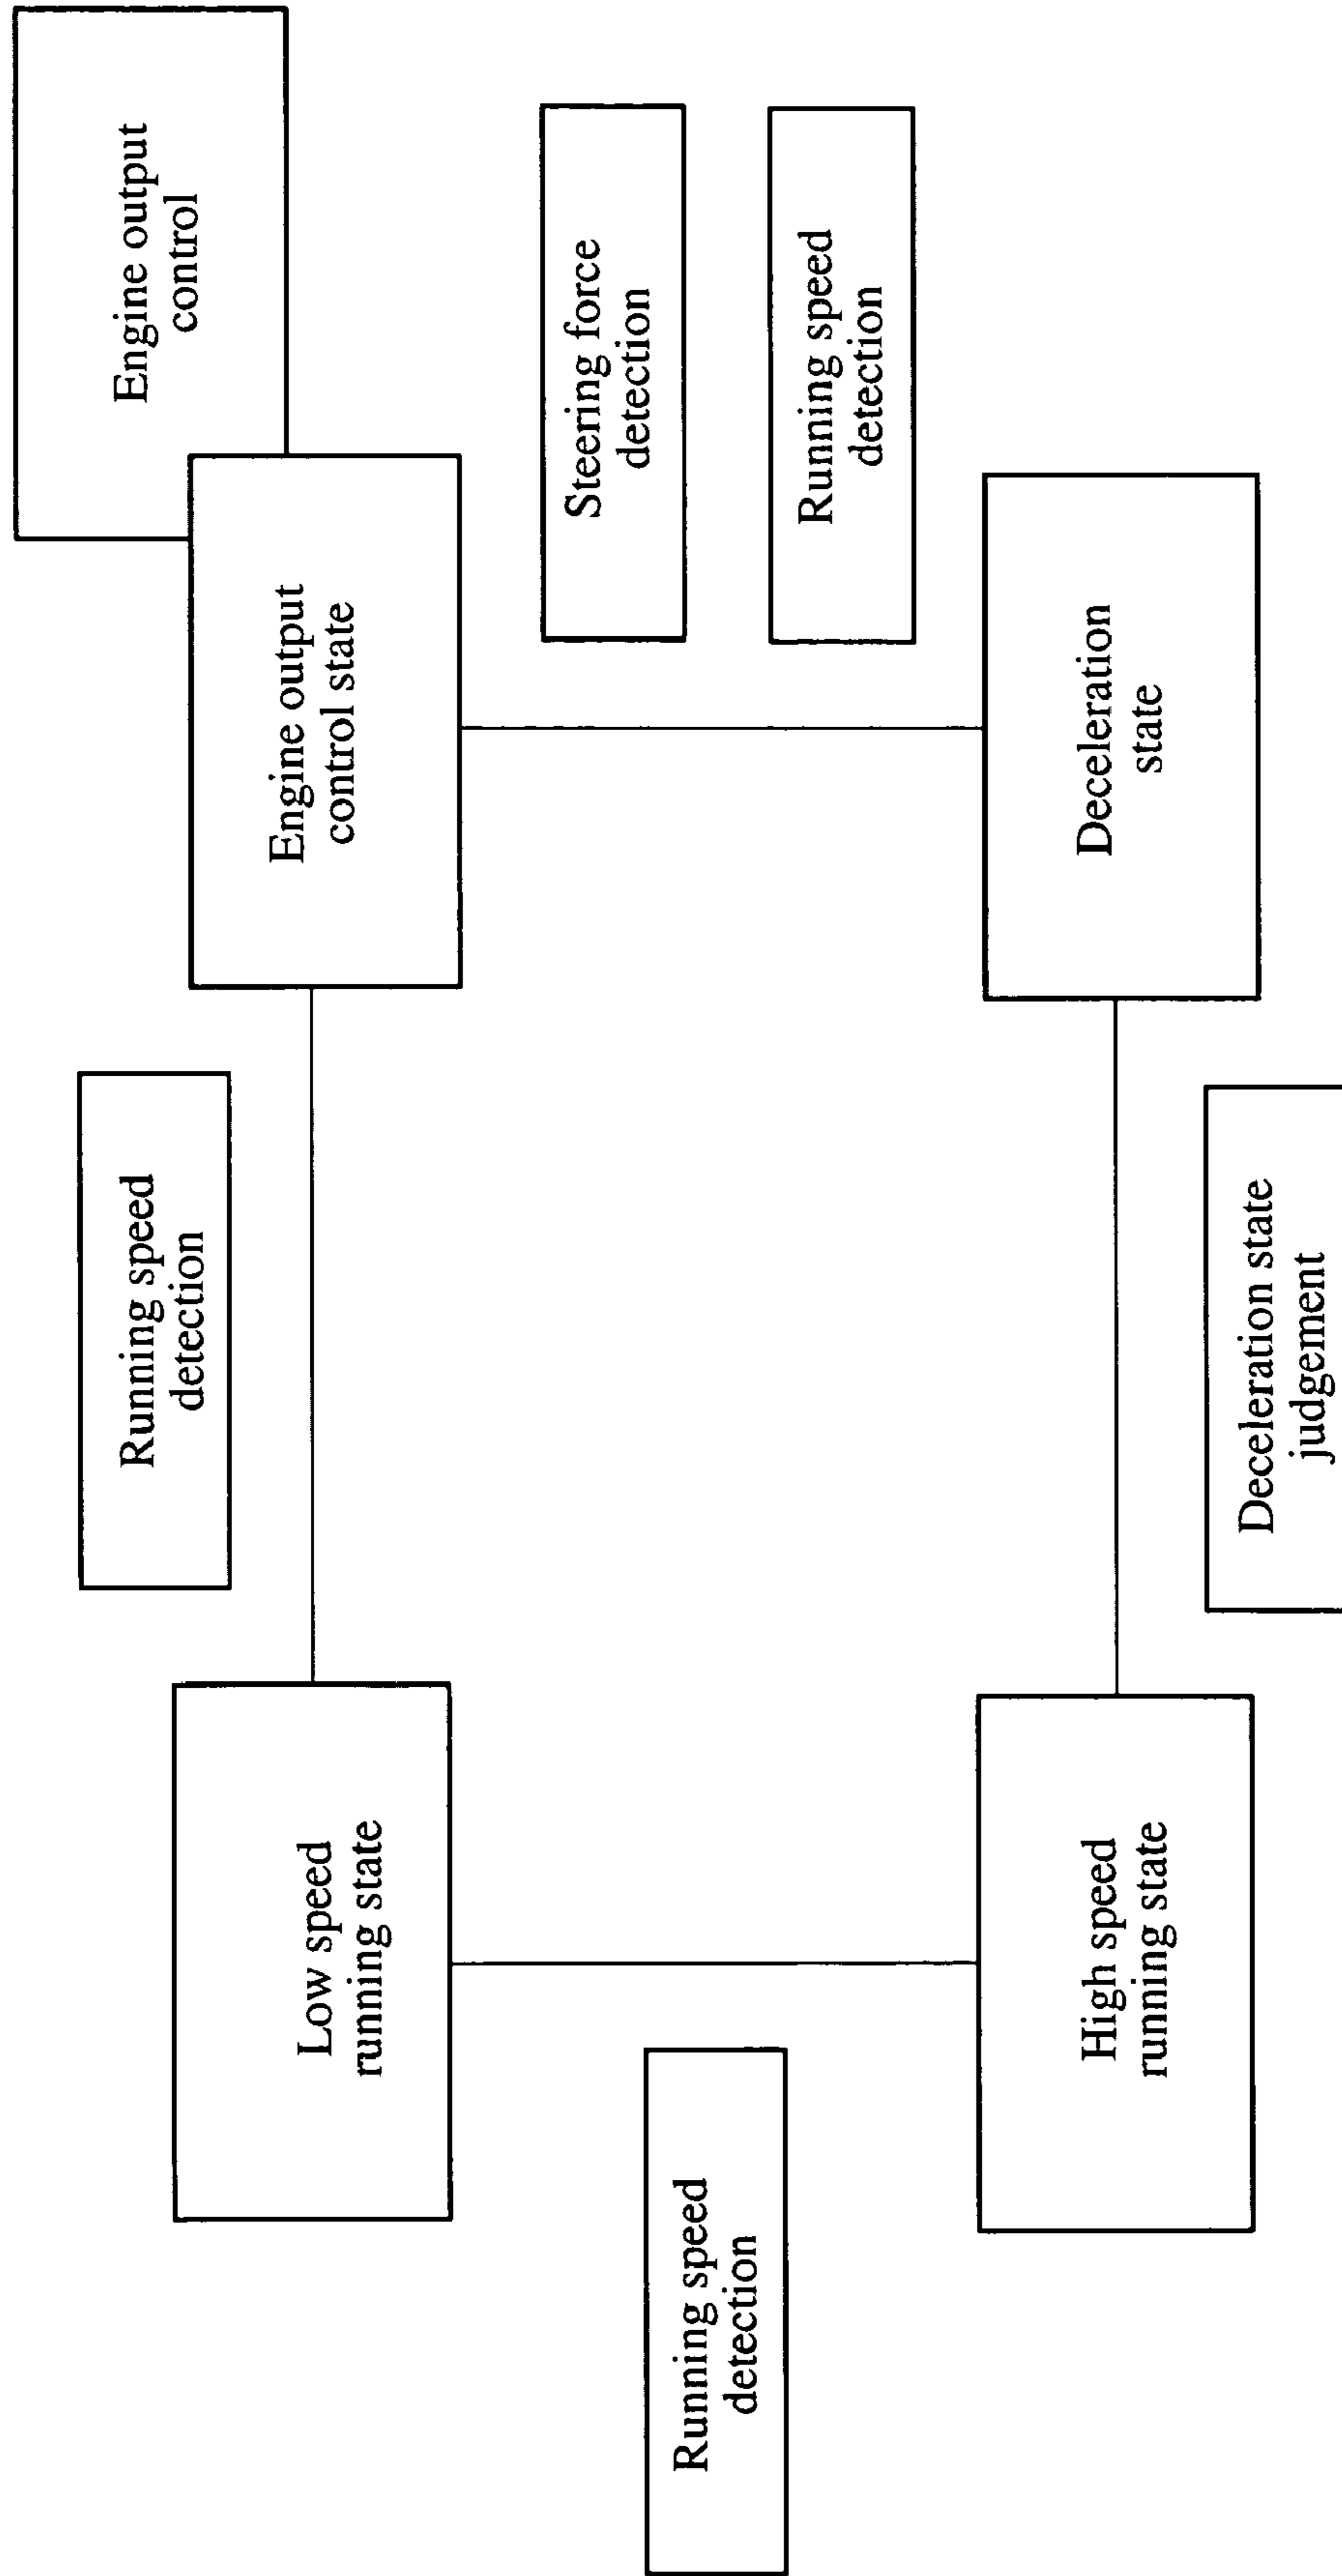 Engine output
control
Running speed
detection
Low speed
running state
Engine output
control state
Steering force
detection
Running speed
detection
Running speed
detection
High speed
running state
Deceleration
state
Deceleration state
judgement